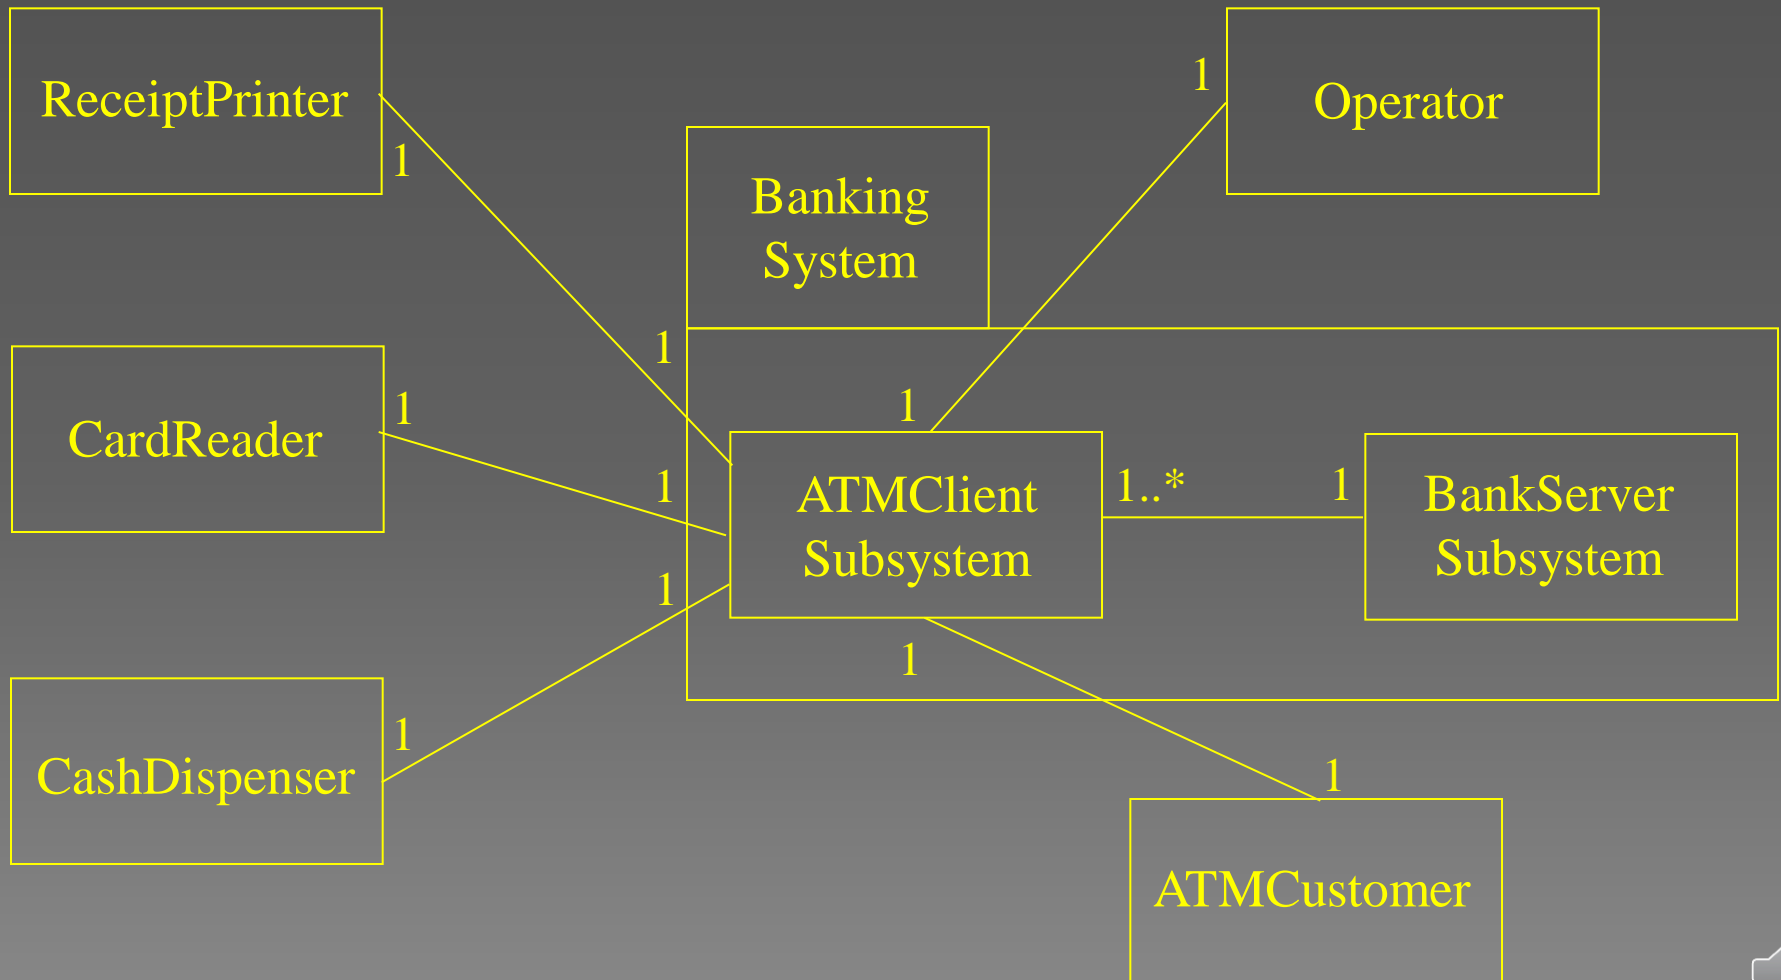 ReceiptPrinter
1
1
Operator
Banking
System
1
CardReader
1
1
1
ATMClient
Subsystem
1..*
1
BankServer
Subsystem
1
1
CashDispenser
1
1
ATMCustomer